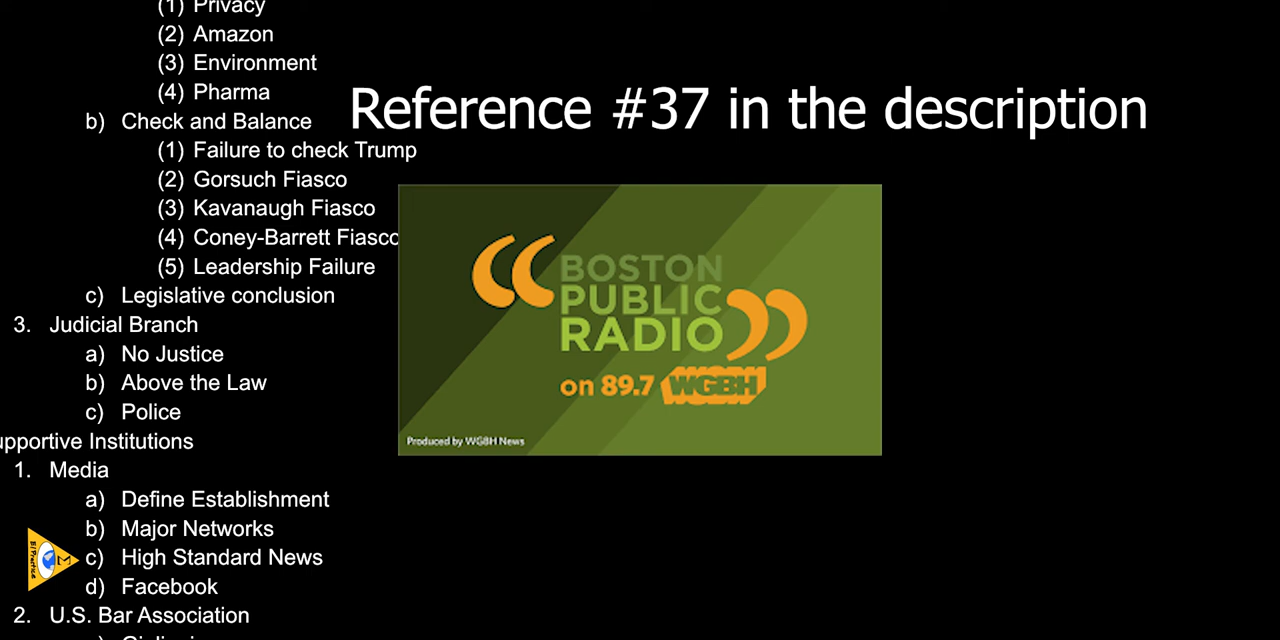 (1) Privacy
(2) Amazon
(3) Environment
(4) Pharma
Reference #37 in the description
b) Check and Balance
(1) Failure to check Trump
(2) Gorsuch Fiasco
(3) Kavanaugh Fiasco
(4) Coney-Barrett Fiasco
(5) Leadership Failure
c) Legislative conclusion
3. Judicial Branch
a) No Justice
b) Above the Law
c) Police
upportive Institutions
1. Media
a) Define Establishment
b) Major Networks
c) High Standard News
d) Facebook
2. U.S. Bar Association
“BOSTON
PUBLIC
RADIO”
on 89.7 WGBH
Produced by WGBH News